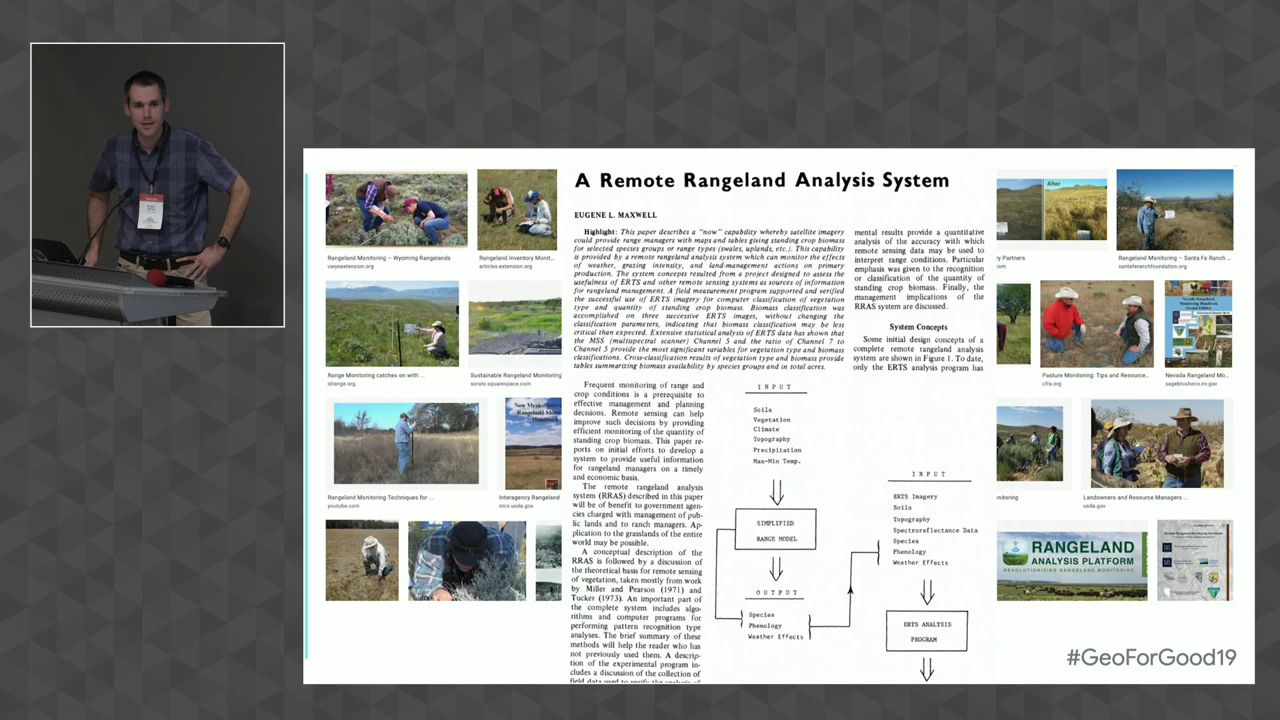 A Remote Rangeland Analysis System
EUGENE L. MAXWELL
Highlight: This paper describes a "now" capability whereby satellite imagery
could provide range managers with maps and tables giving standing crop biomass
for selected species groups or range types (swales, uplands, etc.). This capability
is provided by a remote rangeland analysis system which can monitor the effects
of weather, grazing intensity, and land-management actions on primary
production. The system concepts resulted from a project designed to assess the
usefulness of ERTS and other remote sensing systems as sources of information
for rangeland management. A field measurement program supported and verified
the successful use of ERTS imagery for computer classification of vegetation
type and quantity of standing crop biomass. Biomass classification was
accomplished on three successive ERTS images, without changing the
classification parameters, indicating that biomass classification may be less
critical than expected. Extensive statistical analysis of ERTS data has shown that
the MSS (multispectral scanner) Channel 5 and the ratio of Channel 7 to
Channel 5 provide the most significant variables for vegetation type and biomass
classifications. Cross-classification results of vegetation type and biomass provide
tables summarizing biomass availability by species groups and in total acres.
Frequent monitoring of range and
crop conditions is a prerequisite to
effective management and planning
decisions. Remote sensing can help
improve such decisions by providing
efficient monitoring of the quantity of
standing crop biomass. This paper re-
ports on initial efforts to develop a
system to provide useful information
for rangeland managers on a timely
and economic basis.
The remote rangeland analysis
system (RRAS) described in this paper
will be of benefit to government agen-
cies charged with management of pub-
lic lands and to ranch managers. Ap-
plication to the grasslands of the entire
world may be possible.
A conceptual description of the
RRAS is followed by a discussion of
the theoretical basis for remote sensing
of vegetation, taken mostly from work
by Miller and Pearson (1971) and
Tucker (1973). An important part of
the complete system includes algo-
rithms and computer programs for
performing pattern recognition type
analyses. The brief summary of these
methods will help the reader who has
not previously used them. A descrip-
tion of the experimental program in-
cludes a discussion of the collection of
field data used to verify the analysis of
mental results provide a quantitative
analysis of the accuracy with which
remote sensing data may be used to
interpret range conditions. Particular
emphasis was given to the recognition
or classification of the quantity of
standing crop biomass. Finally, the
management implications of the
RRAS system are discussed.
System Concepts
Some initial design concepts of a
complete remote rangeland analysis
system are shown in Figure 1. To date,
only the ERTS analysis program has
INPUT
Soils
Vegetation
Climate
Topography
Precipitation
Max-Min Temp.
SIMPLIFIED
RANGE MODEL
OUTPUT
Species
Phenology
Weather Effects
INPUT
ERTS Imagery
Soils
Topography
Spectroreflectance Data
Species
Phenology
Weather Effects
ERTS ANALYSIS
PROGRAM
Rangeland Monitoring – Wyoming Rangelands
uwyoextension.org
Rangeland Inventory Monit...
articles.extension.org
Range Monitoring catches on with ...
idrange.org
Sustainable Rangeland Monitoring
Rangeland Monitoring Techniques for ...
youtube.com
New Mexico
Rangeland
Handbook
Interagency Rangeland
nrcs.usda.gov
After
y Partners
com
Rangeland Monitoring – Santa Fe Ranch ...
santaferanchfoundation.org
Pasture Monitoring: Tips and Resource...
cfra.org
Nevada Rangeland
Monitoring Handbook
Nevada Rangeland Mo...
sagebrusheco.nv.gov
nitoring
Landowners and Resource Managers ...
usda.gov
RANGELAND
ANALYSIS PLATFORM
REVOLUTIONIZING RANGELAND MONITORING
#GeoForGood19